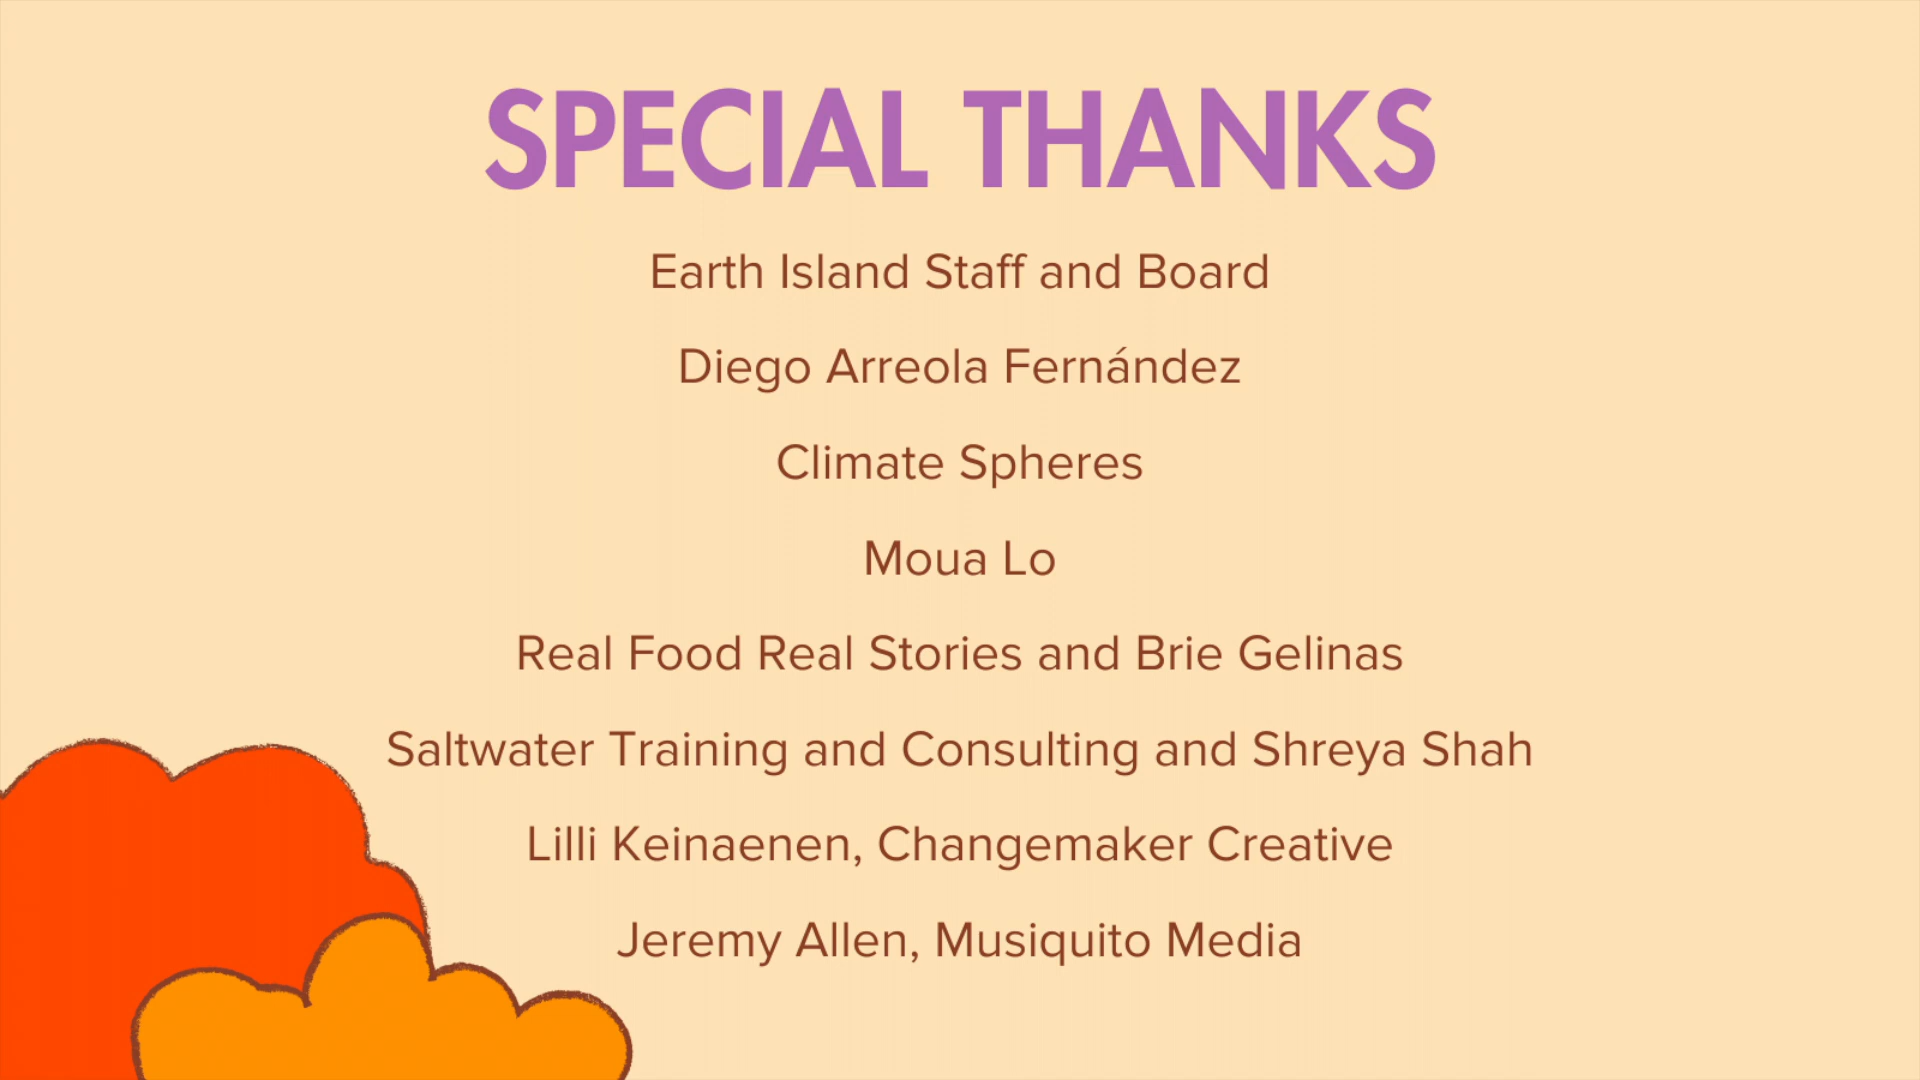 SPECIAL THANKS
Earth Island Staff and Board
Diego Arreola Fernández
Climate Spheres
Moua Lo
Real Food Real Stories and Brie Gelinas
Saltwater Training and Consulting and Shreya Shah
Lilli Keinaenen, Changemaker Creative
Jeremy Allen, Musiquito Media